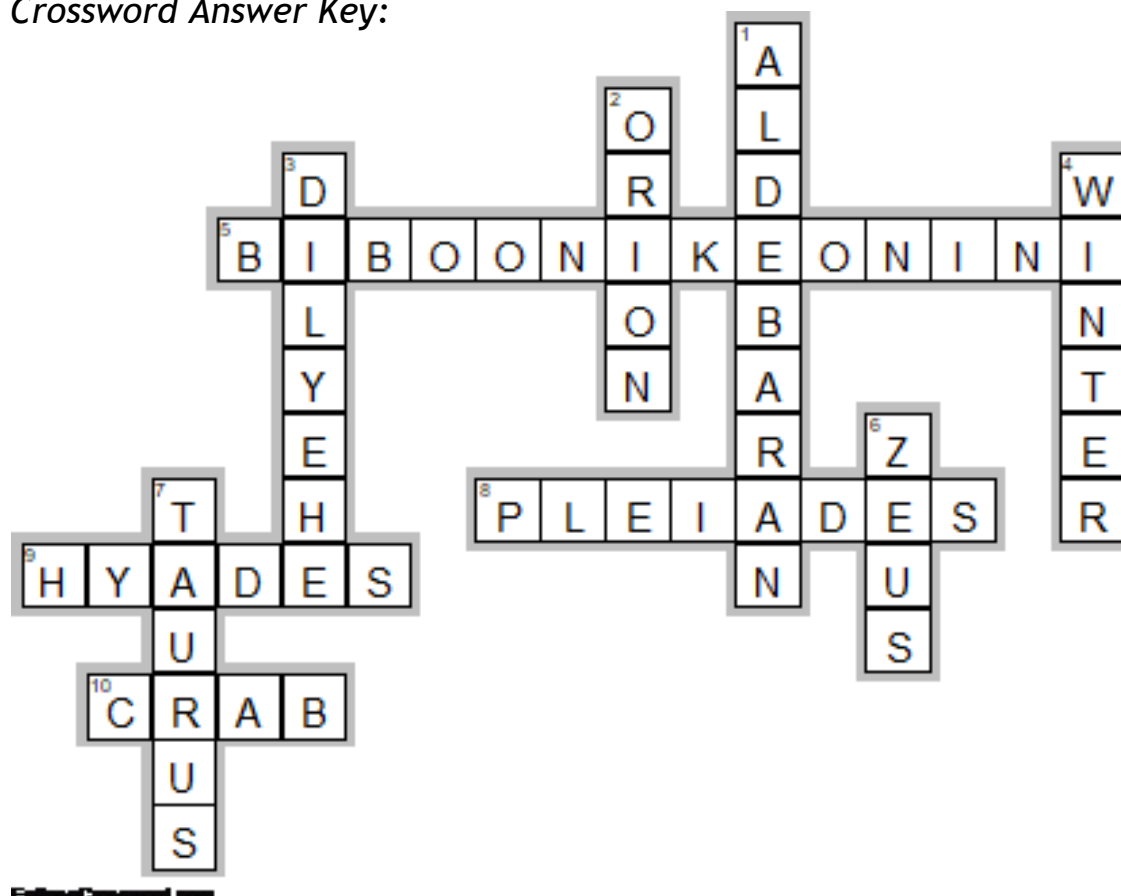 Crossword Answer Key:
1 A
2 O L
3 D R D 4 W
5 B I B O O N I K E O N I N I
L O B N
Y N A T
E R 6 Z E
7 T H 8 P L E I A D E S R
9 H Y A D E S N U
U S
10 C R A B
U
S